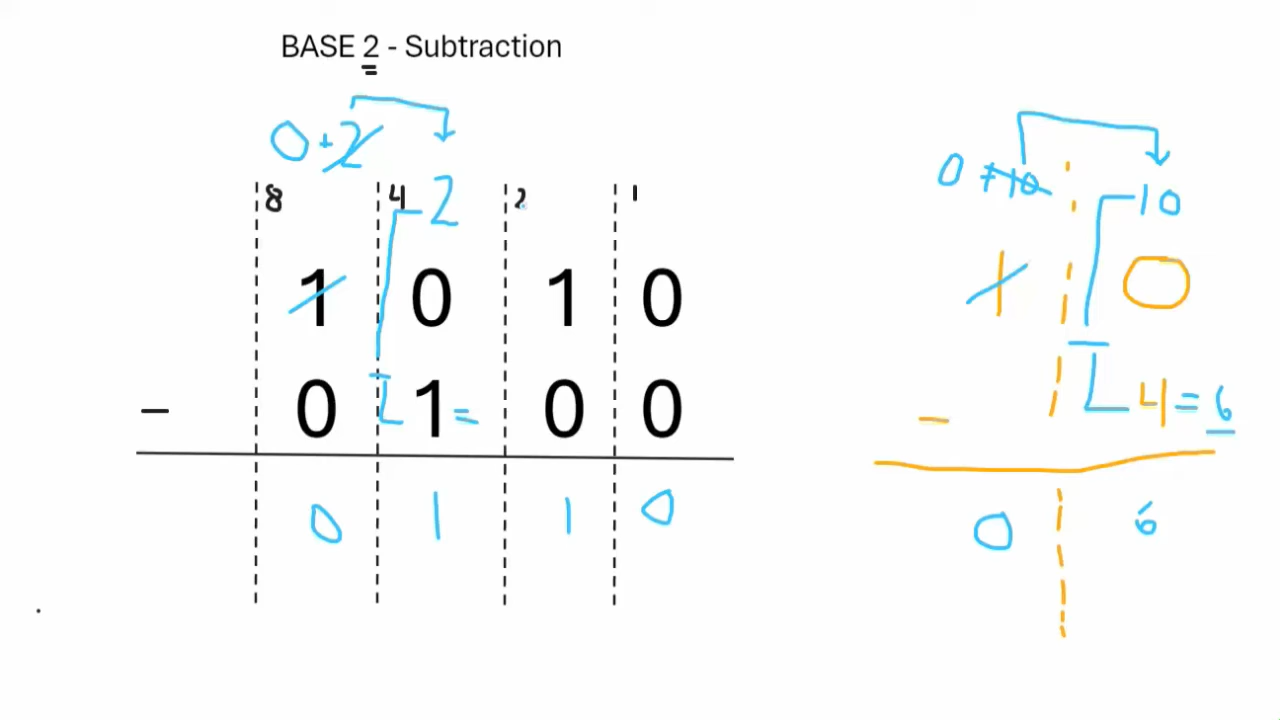 BASE 2 - Subtraction
0 + 2
0 + 10
8 4 2 2 1
10
1 0 1 0
1 0
- 0 1 = 0 0
- 4 = 6
0 1 1 0
0 6